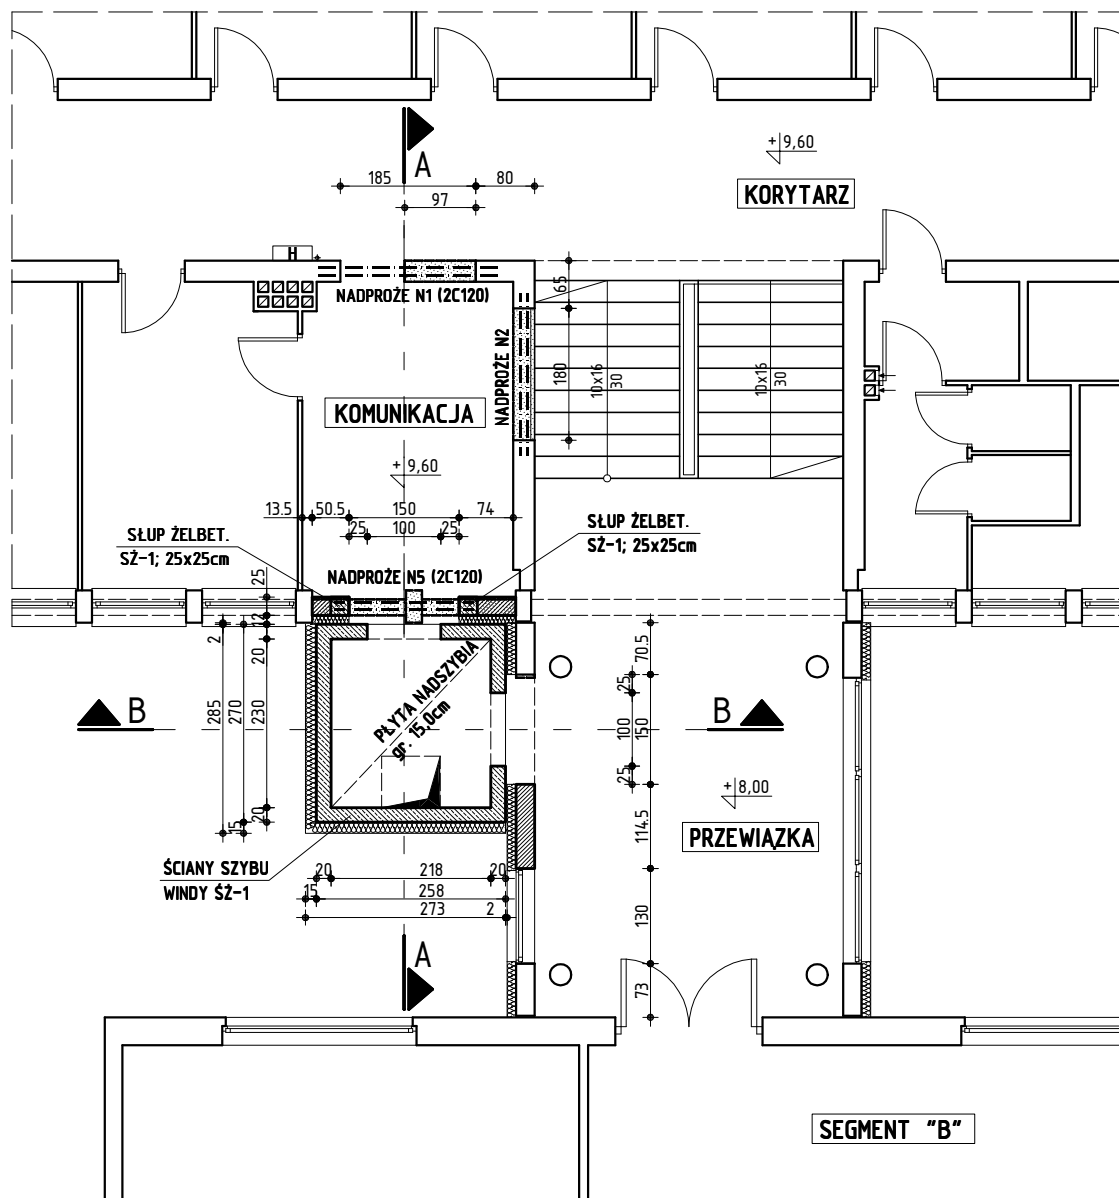 +9,60
KORYTARZ
A
185
80
97
H
NADPROŻE N1 (2C120)
65
NADPROŻE N2
180
10x16
30
10x16
30
KOMUNIKACJA
+9,60
13.5
50.5
150
74
25
100
25
SŁUP ŻELBET.
SŻ-1; 25x25cm
SŁUP ŻELBET.
SŻ-1; 25x25cm
NADPROŻE N5 (2C120)
25
12
2
20
285
270
230
20
15
B
PŁYTA NADSZYBIA
gr. 15,0cm
70.5
25
100
150
25
B
+8,00
114.5
PRZEWIĄZKA
ŚCIANY SZYBU
WINDY ŚŻ-1
20
218
20
15
258
273
2
130
A
73
SEGMENT "B"